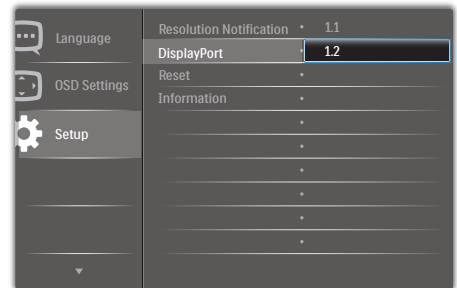 Language
OSD Settings
Setup
Resolution Notification • 1.1
DisplayPort • 1.2
Reset •
Information •